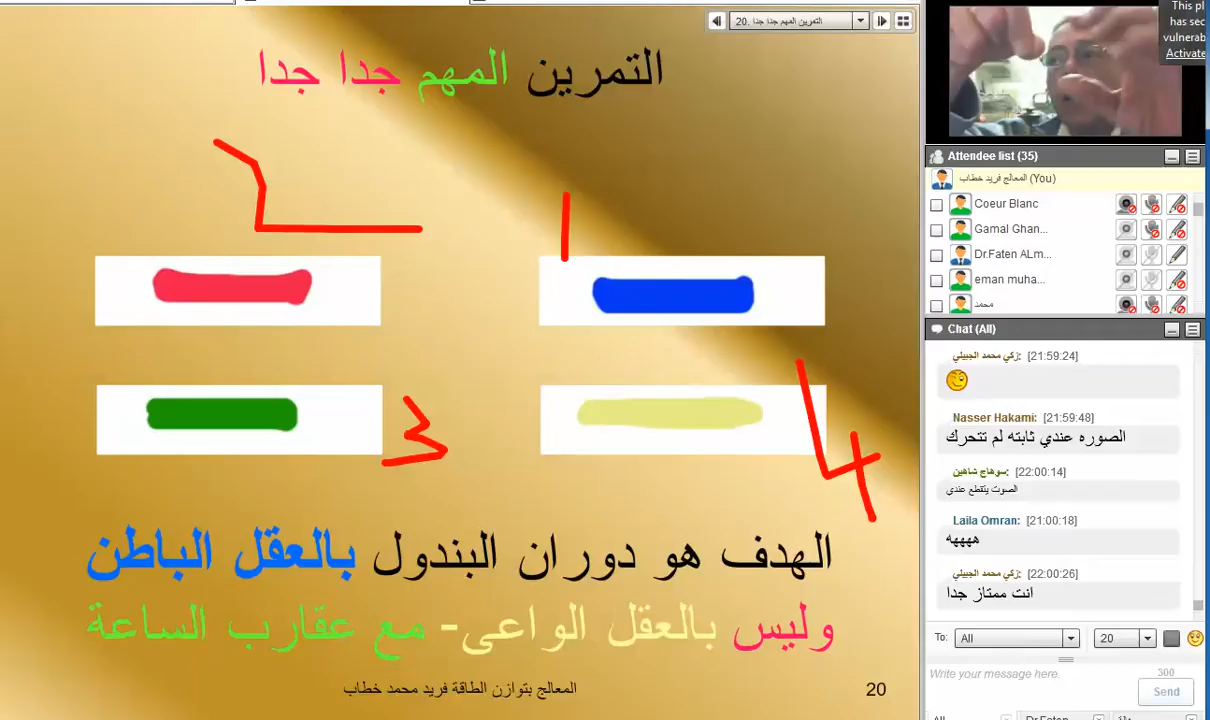 20. التمرين المهم جدا جدا
التمرين المهم جدا جدا
1
2
3
4
الهدف هو دوران البندول بالعقل الباطن
وليس بالعقل الواعى- مع عقارب الساعة
المعالج بتوازن الطاقة فريد محمد خطاب
20
This pl
has sec
vulnerab
Activate
Attendee list (35)
المعالج فريد خطاب (You)
Coeur Blanc
Gamal Ghan...
Dr.Faten ALm...
eman muha...
محمد
Chat (All)
زكي محمد الجبيلي: [21:59:24]
Nasser Hakami: [21:59:48]
الصوره عندي ثابته لم تتحرك
سوهاج شاهين: [22:00:14]
الصوت يتقطع عندي
Laila Omran: [21:00:18]
ههههه
زكي محمد الجبيلي: [22:00:26]
انت ممتاز جدا
To: All 20
Write your message here.
300
Send